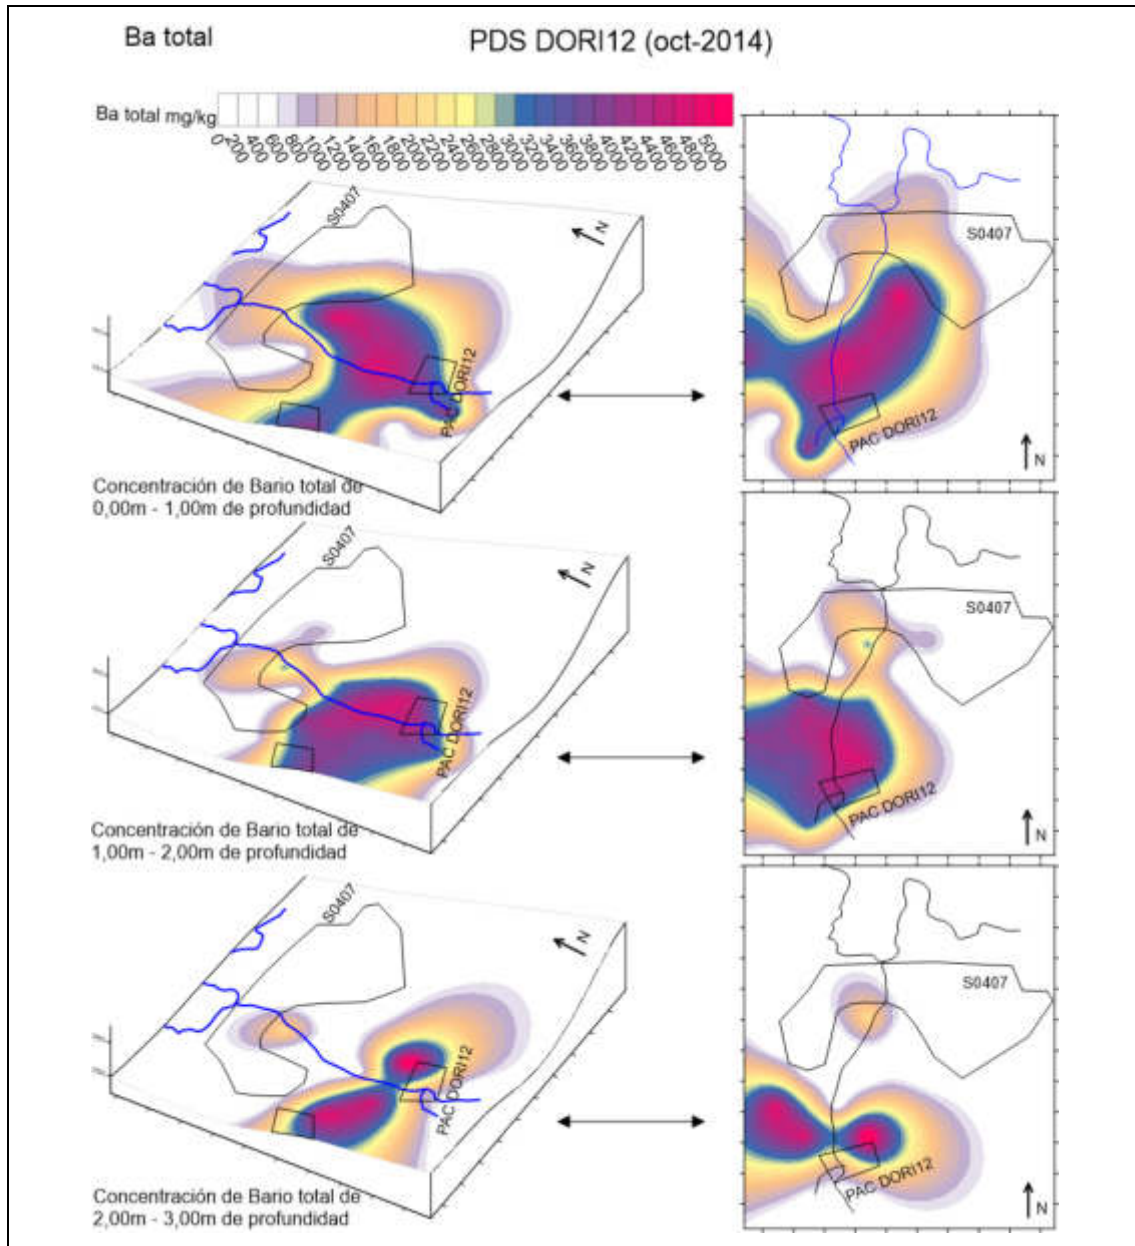 Ba total
PDS DORI12 (oct-2014)
Ba total mg/kg
0 200 400 600 800 1000 1200 1400 1600 1800 2000 2200 2400 2600 2800 3000 3200 3400 3600 3800 4000 4200 4400 4600 4800 5000
S0407
N
PAC DORI12
S0407
PAC DORI12
N
Concentración de Bario total de
0,00m - 1,00m de profundidad
S0407
N
PAC DORI12
S0407
PAC DORI12
N
Concentración de Bario total de
1,00m - 2,00m de profundidad
S0407
N
PAC DORI12
S0407
PAC DORI12
N
Concentración de Bario total de
2,00m - 3,00m de profundidad